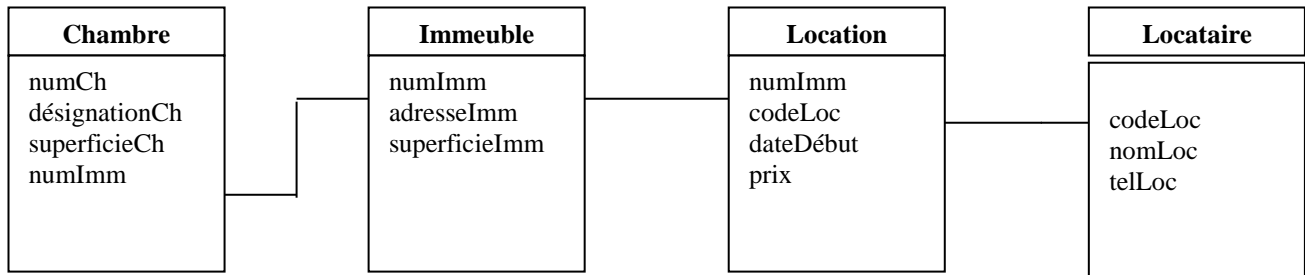 Chambre
numCh
désignationCh
superficieCh
numImm
Immeuble
numImm
adresseImm
superficieImm
Location
numImm
codeLoc
dateDébut
prix
Locataire
codeLoc
nomLoc
telLoc